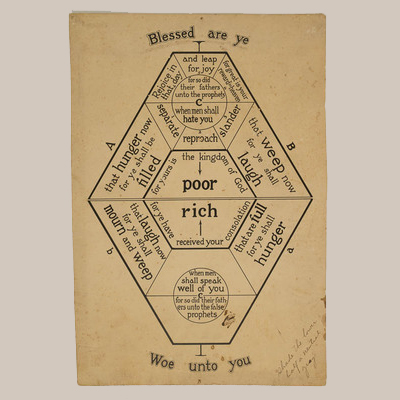 Blessed are ye
and leap
for joy
Rejoice in
that day
for great is your
reward in heaven
for so did
their fathers
unto the prophets
C
when men shall
hate you
separate
reproach
slander
A
that hunger now
for ye shall be
filled
B
that weep now
for ye shall
laugh
for yours is
the kingdom
of God
poor
rich
for ye have
received your
consolation
that laugh now
for ye shall
mourn and weep
b
that are full
for ye shall
hunger
a
when men
shall speak
well of you
c
for so did their fath-
ers unto the false
prophets
Woe unto you